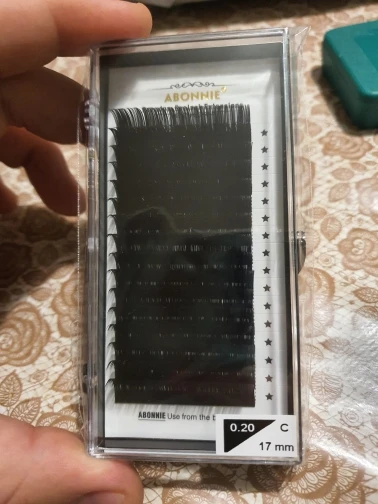 ABONNIE
ABONNIE Use from the
0.20 C
17 mm